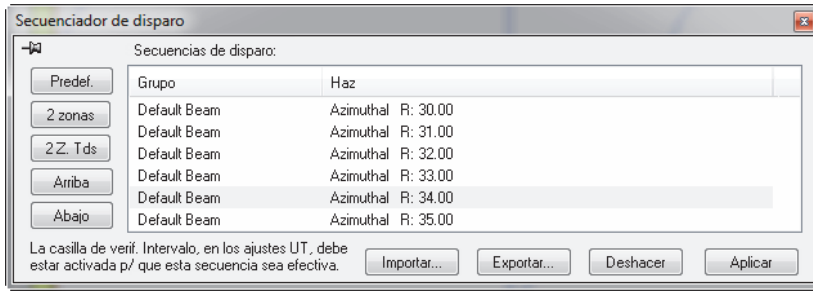 Secuenciador de disparo
Secuencias de disparo:
Predef.
2 zonas
2 Z. Tds
Arriba
Abajo
Grupo Haz
Default Beam Azimuthal R: 30.00
Default Beam Azimuthal R: 31.00
Default Beam Azimuthal R: 32.00
Default Beam Azimuthal R: 33.00
Default Beam Azimuthal R: 34.00
Default Beam Azimuthal R: 35.00
La casilla de verif. Intervalo, en los ajustes UT, debe
estar activada p/ que esta secuencia sea efectiva.
Importar... Exportar... Deshacer Aplicar